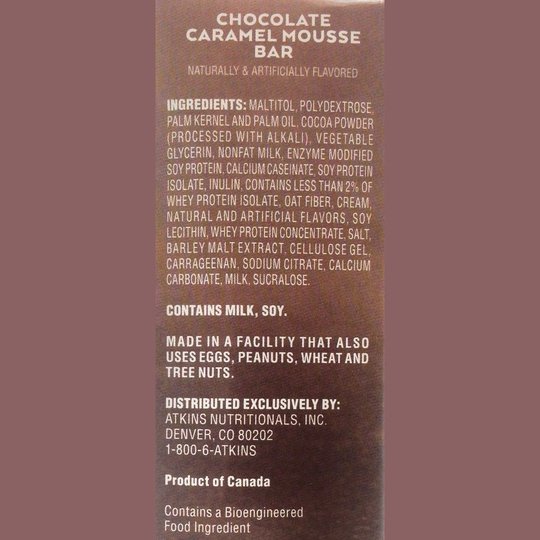 CHOCOLATE
CARAMEL MOUSSE
BAR
NATURALLY & ARTIFICIALLY FLAVORED
INGREDIENTS: MALTITOL, POLYDEXTROSE,
PALM KERNEL AND PALM OIL, COCOA POWDER
(PROCESSED WITH ALKALI), VEGETABLE
GLYCERIN, NONFAT MILK, ENZYME MODIFIED
SOY PROTEIN, CALCIUM CASEINATE, SOY PROTEIN
ISOLATE, INULIN, CONTAINS LESS THAN 2% OF
WHEY PROTEIN ISOLATE, OAT FIBER, CREAM,
NATURAL AND ARTIFICIAL FLAVORS, SOY
LECITHIN, WHEY PROTEIN CONCENTRATE, SALT,
BARLEY MALT EXTRACT, CELLULOSE GEL,
CARRAGEENAN, SODIUM CITRATE, CALCIUM
CARBONATE, MILK, SUCRALOSE.
CONTAINS MILK, SOY.
MADE IN A FACILITY THAT ALSO
USES EGGS, PEANUTS, WHEAT AND
TREE NUTS.
DISTRIBUTED EXCLUSIVELY BY:
ATKINS NUTRITIONALS, INC.
DENVER, CO 80202
1-800-6-ATKINS
Product of Canada
Contains a Bioengineered
Food Ingredient